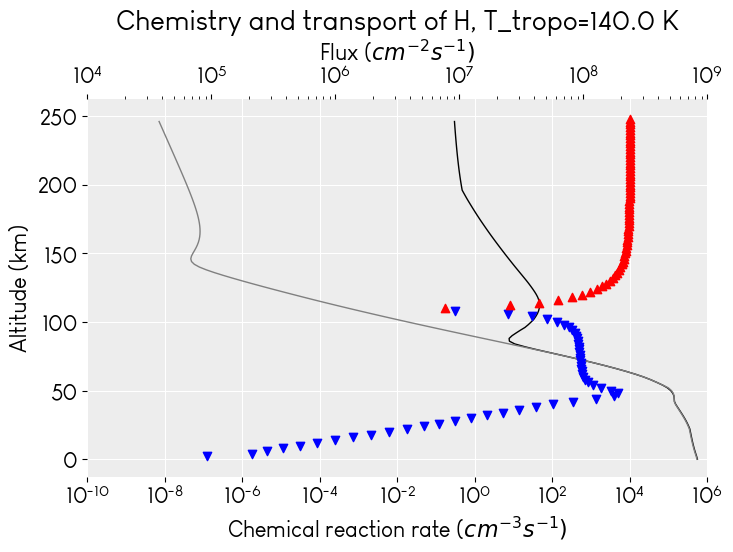 Chemistry and transport of H, T_tropo=140.0 K
Flux (cm⁻²s⁻¹)
10⁴ 10⁵ 10⁶ 10⁷ 10⁸ 10⁹
Altitude (km)
250
200
150
100
50
0
10⁻¹⁰ 10⁻⁸ 10⁻⁶ 10⁻⁴ 10⁻² 10⁰ 10² 10⁴ 10⁶
Chemical reaction rate (cm⁻³s⁻¹)